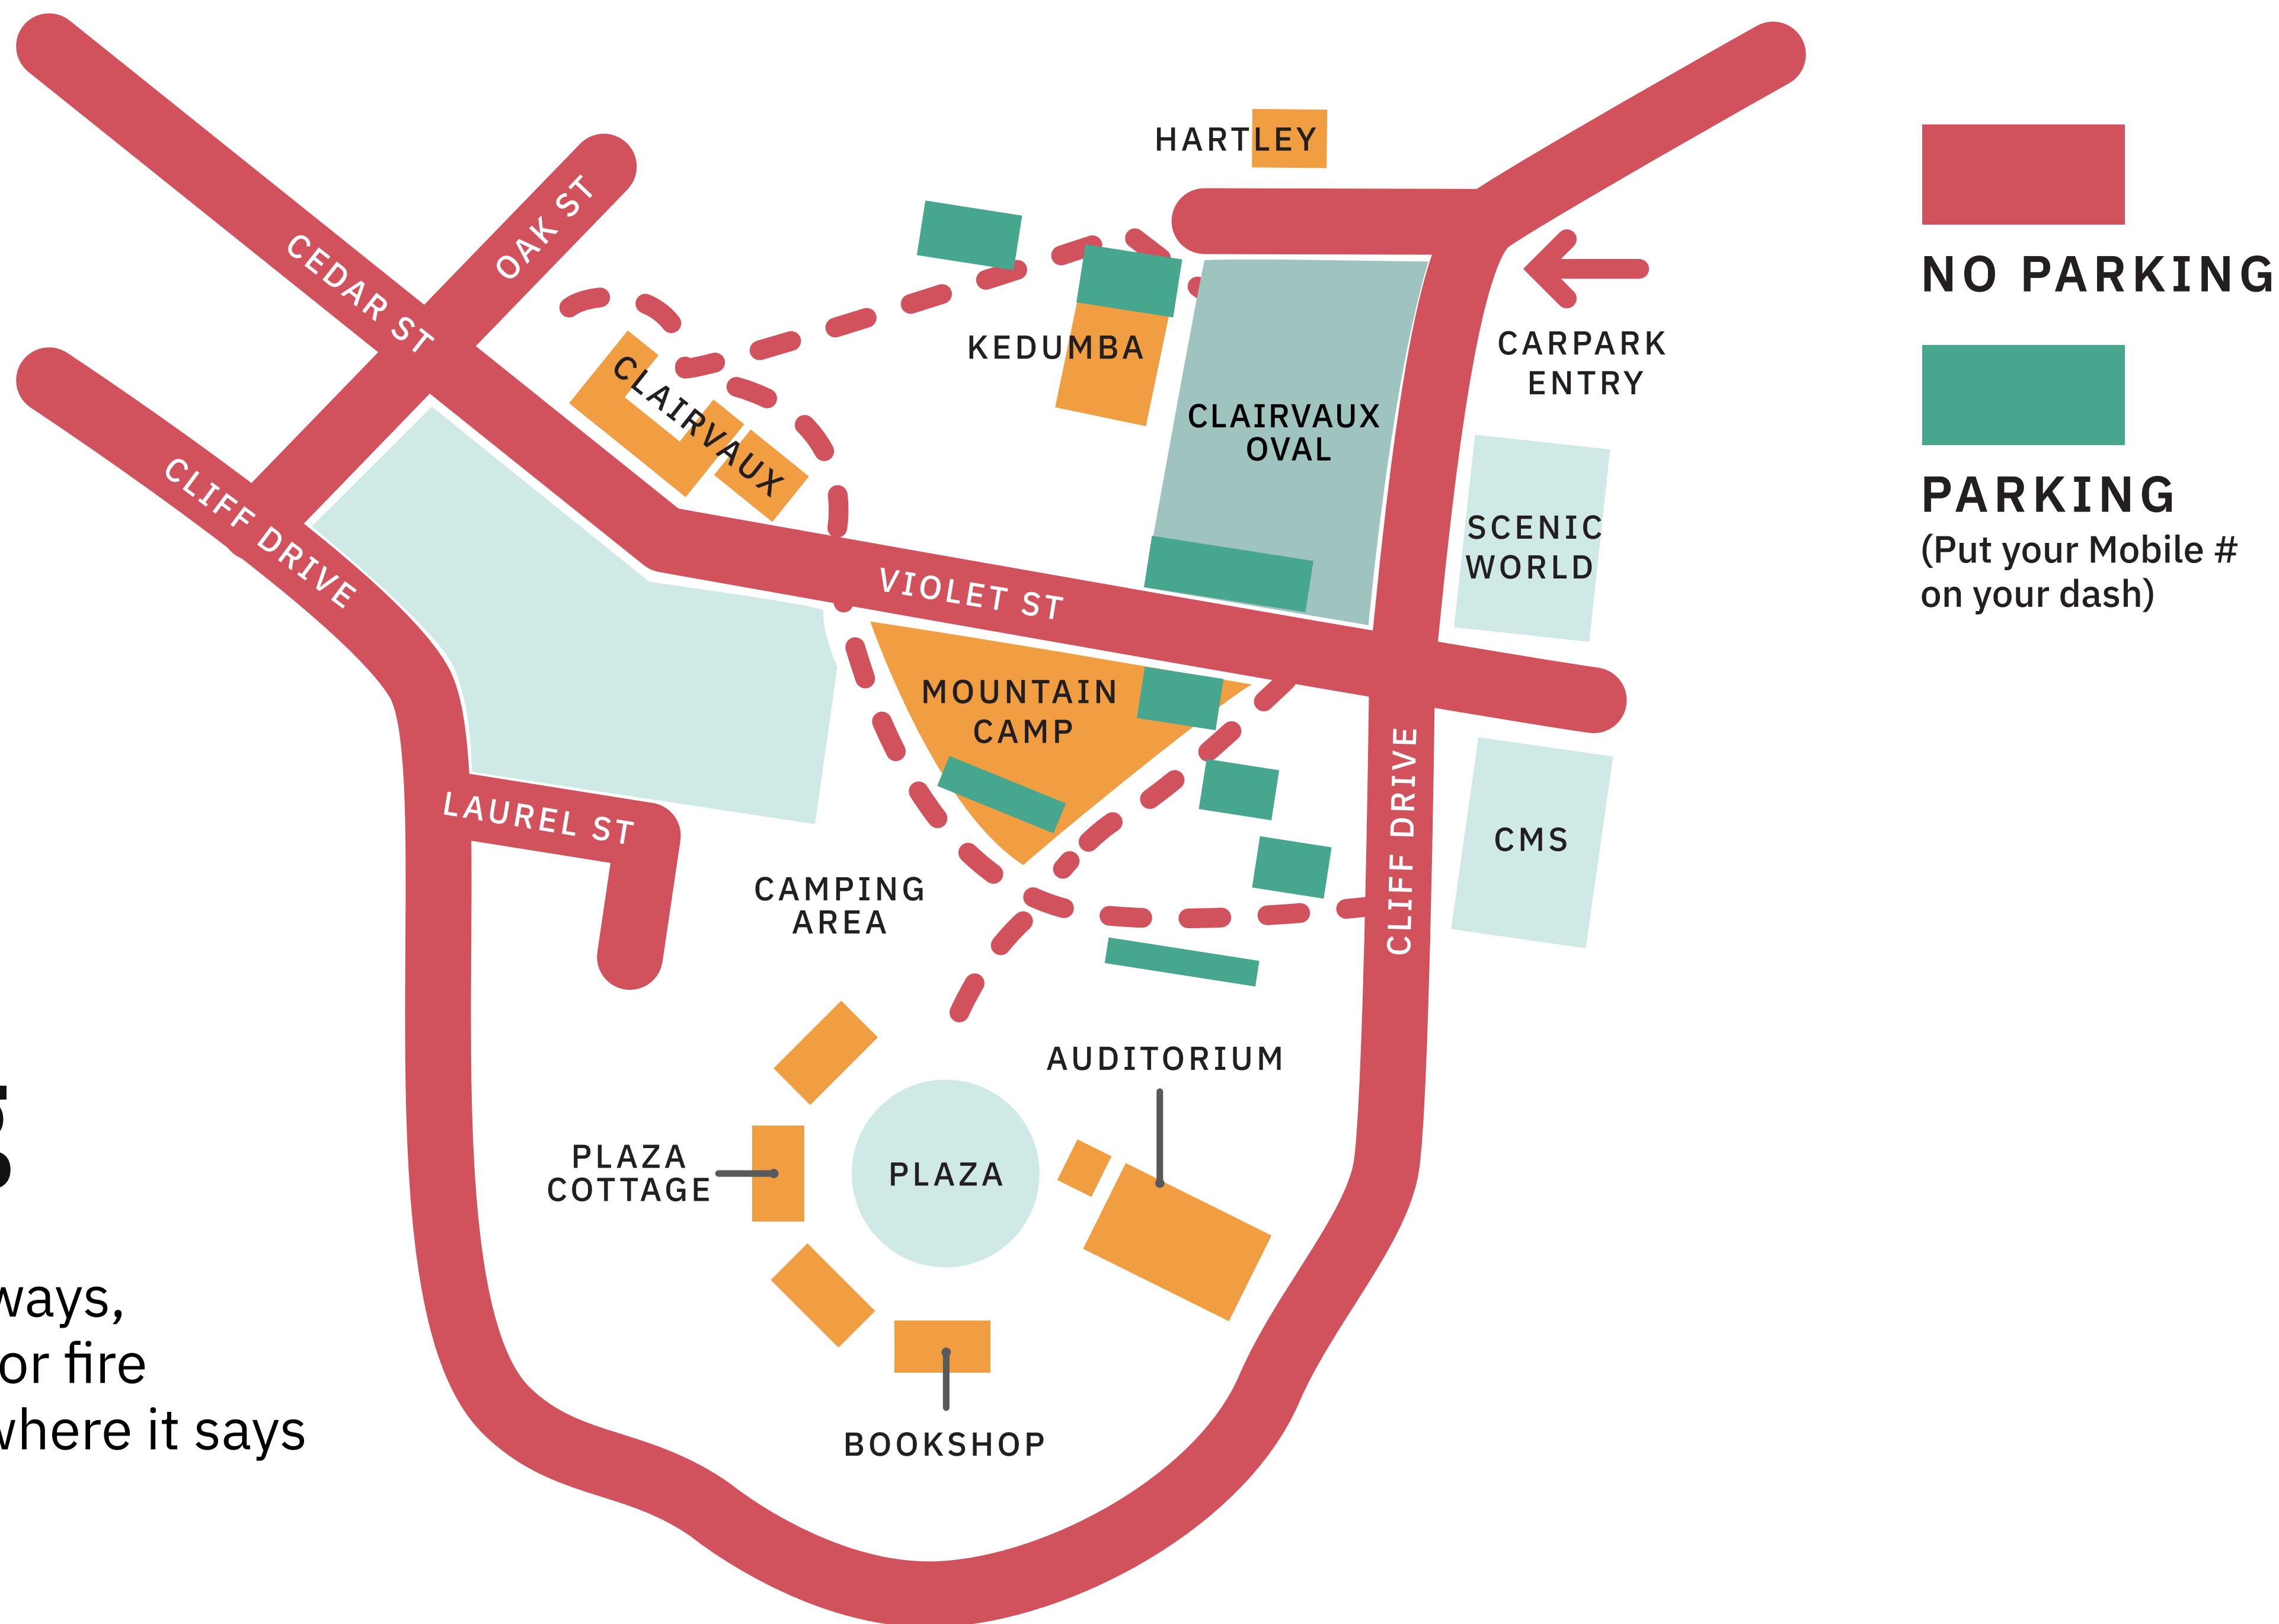 HARTLEY
OAK ST
CEDAR ST
KEDUMBA
CLAIRVAUX
CLAIRVAUX
OVAL
CARPARK
ENTRY
NO PARKING
PARKING
(Put your Mobile #
on your dash)
CLIFF DRIVE
VIOLET ST
SCENIC
WORLD
MOUNTAIN
CAMP
LAUREL ST
CLIFF DRIVE
CMS
CAMPING
AREA
AUDITORIUM
PLAZA
COTTAGE
PLAZA
BOOKSHOP
ways,
or fire
where it says